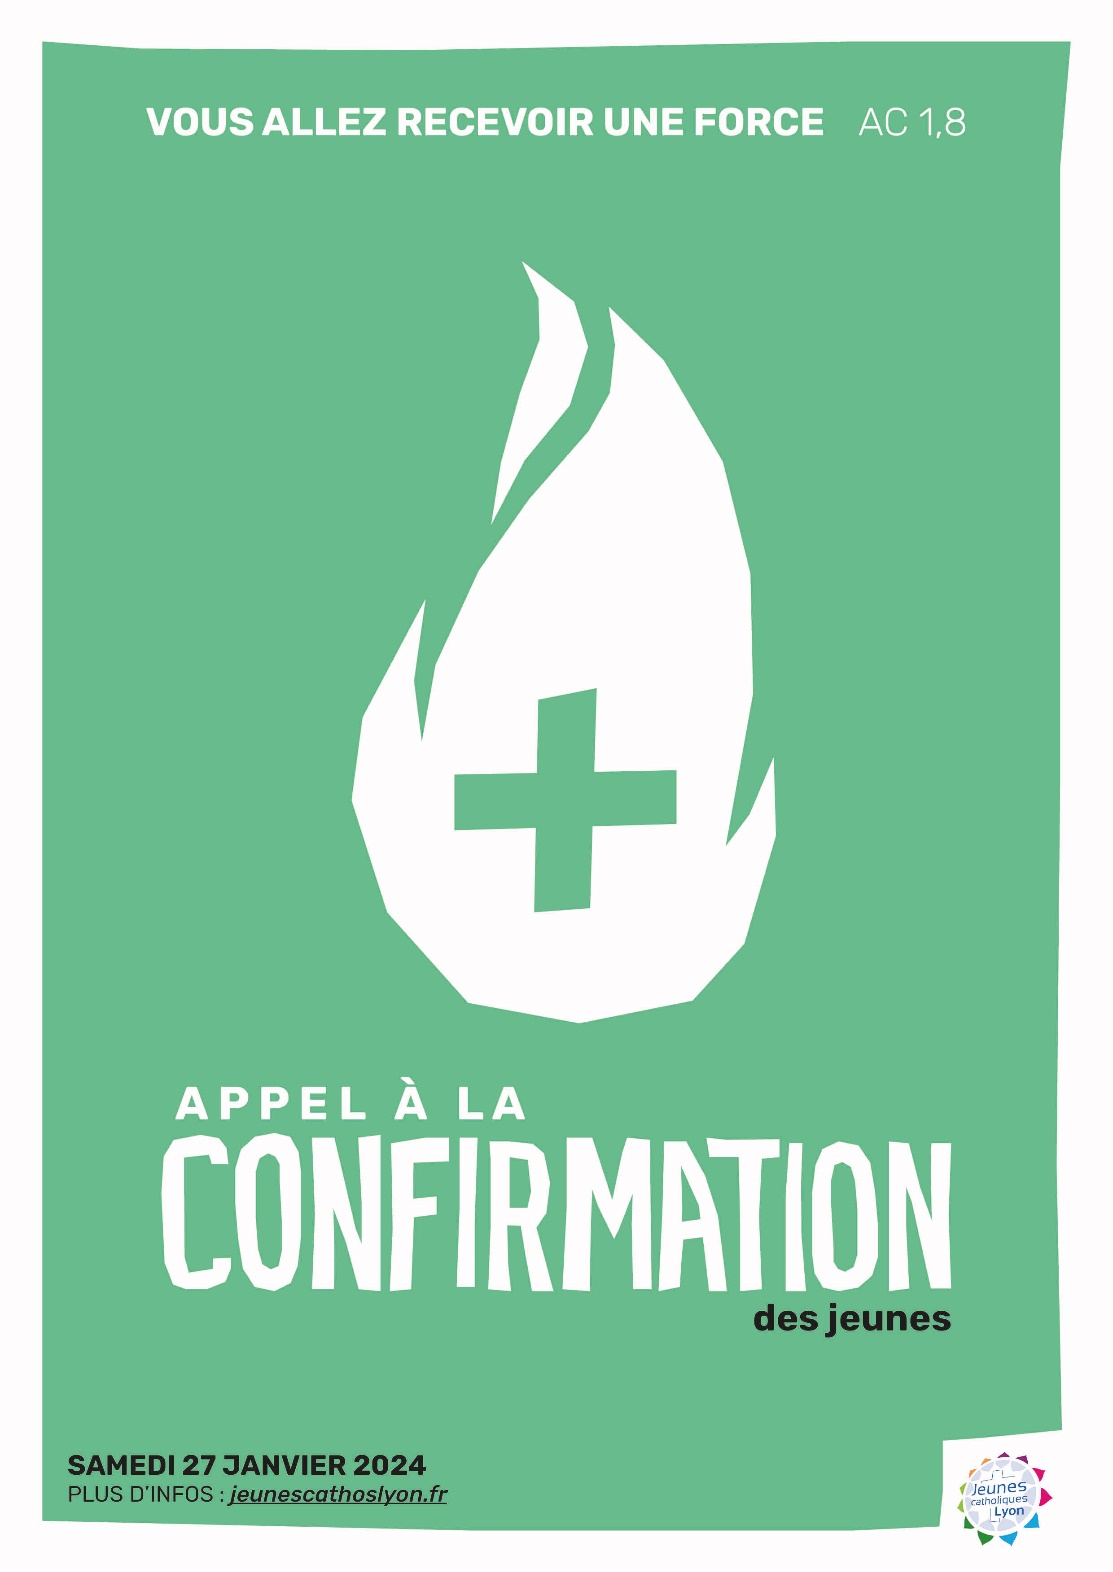 VOUS ALLEZ RECEVOIR UNE FORCE AC 1,8
APPEL À LA
CONFIRMATION
des jeunes
SAMEDI 27 JANVIER 2024
PLUS D'INFOS : jeunescathoslyon.fr
Jeunes
catholiques
Lyon